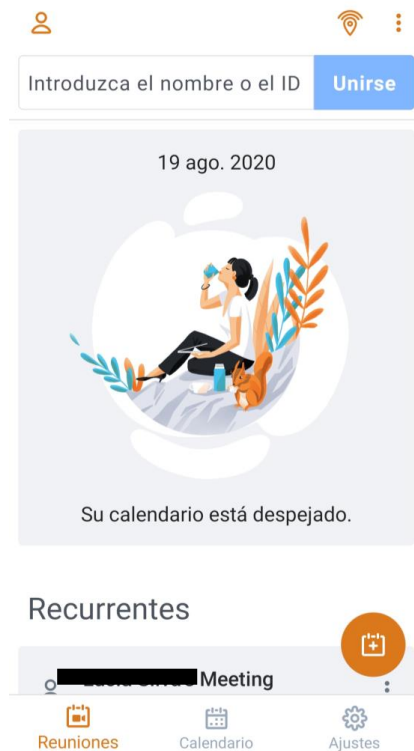 Introduzca el nombre o el ID
Unirse
19 ago. 2020
Su calendario está despejado.
Recurrentes
Meeting
Reuniones
Calendario
Ajustes